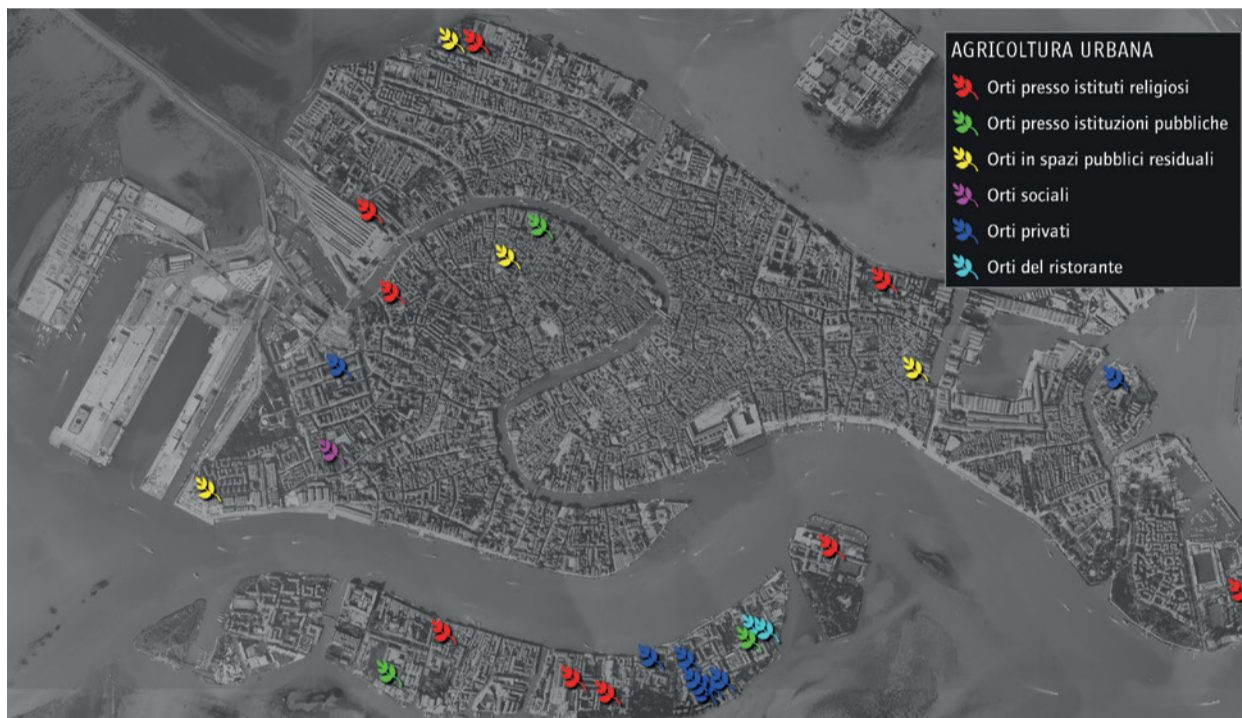 AGRICOLTURA URBANA
Orti presso istituti religiosi
Orti presso istituzioni pubbliche
Orti in spazi pubblici residuali
Orti sociali
Orti privati
Orti del ristorante